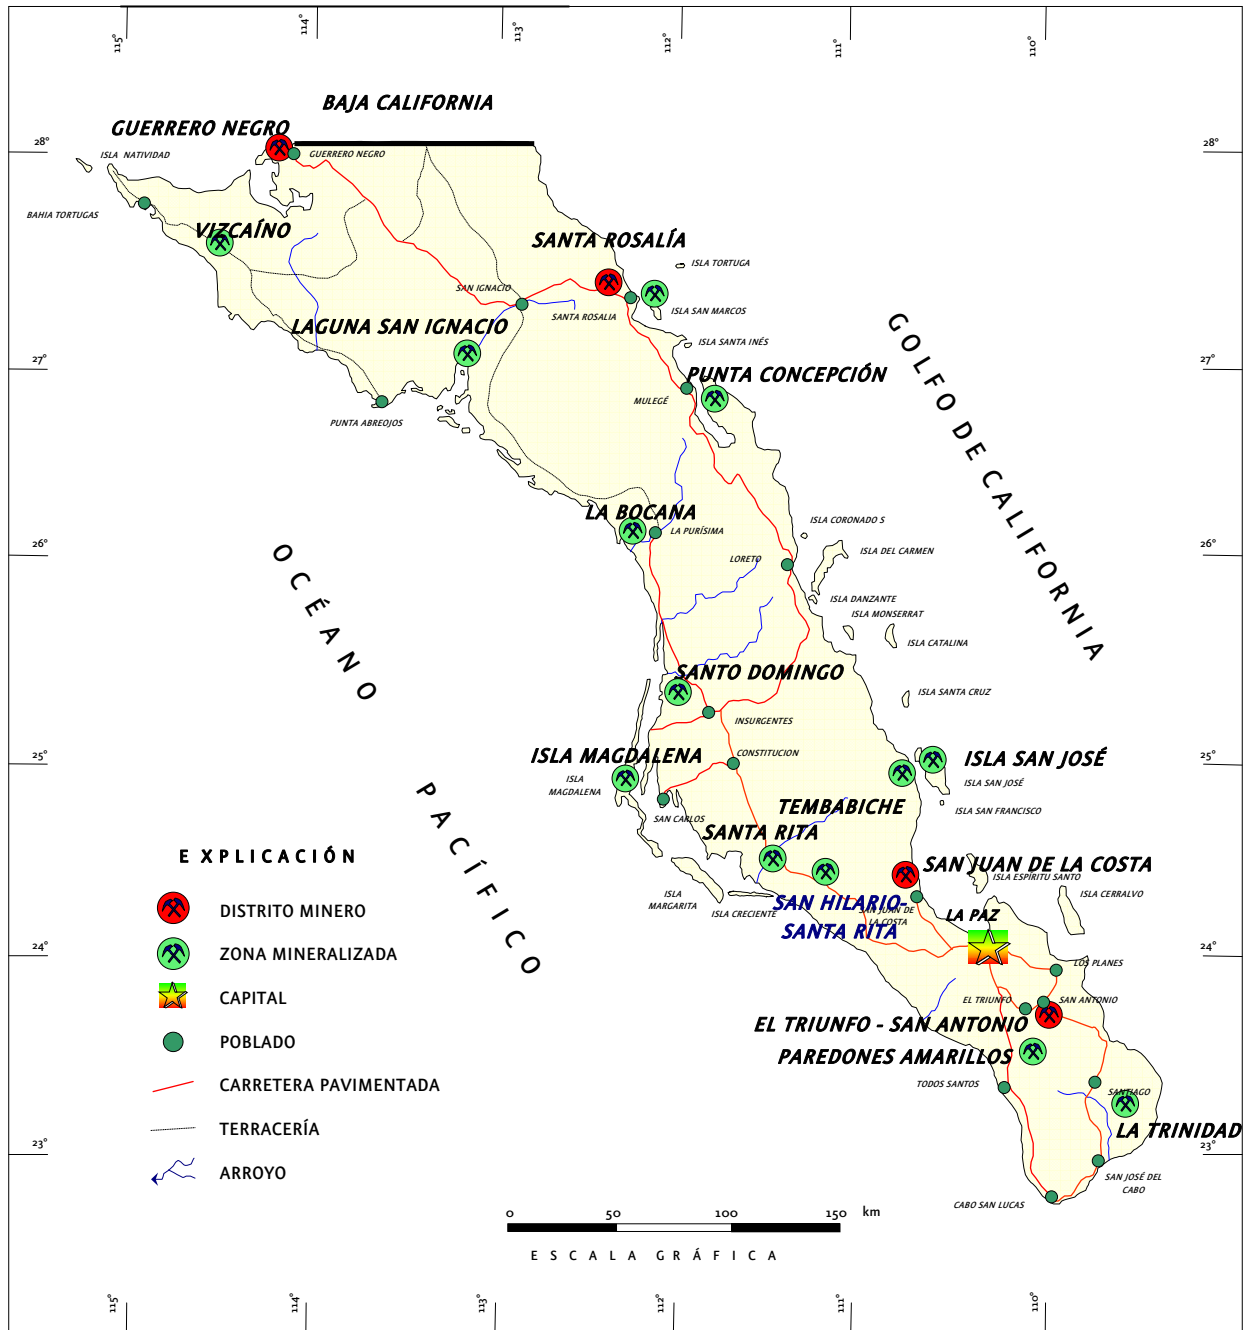 115°
114°
113°
112°
111°
110°
BAJA CALIFORNIA
GUERRERO NEGRO
28°
28°
ISLA NATIVIDAD
GUERRERO NEGRO
BAHIA TORTUGAS
VIZCAÍNO
SANTA ROSALÍA
ISLA TORTUGA
SAN IGNACIO
SANTA ROSALIA
ISLA SAN MARCOS
LAGUNA SAN IGNACIO
ISLA SANTA INÉS
27°
27°
PUNTA CONCEPCIÓN
MULEGÉ
PUNTA ABREOJOS
GOLFO DE CALIFORNIA
LA BOCANA
LA PURÍSIMA
ISLA CORONADO S
26°
26°
LORETO
ISLA DEL CARMEN
ISLA DANZANTE
ISLA MONSERRAT
ISLA CATALINA
OCÉANO PACÍFICO
SANTO DOMINGO
ISLA SANTA CRUZ
INSURGENTES
25°
25°
ISLA MAGDALENA
CONSTITUCION
ISLA SAN JOSÉ
ISLA
MAGDALENA
ISLA SAN JOSÉ
TEMBABICHE
ISLA SAN FRANCISCO
SAN CARLOS
SANTA RITA
SAN JUAN DE LA COSTA
ISLA ESPÍRITU SANTO
ISLA
MARGARITA
ISLA CERRALVO
ISLA CRECIENTE
SAN HILARIO-
SANTA RITA
SAN JUAN DE
LA COSTA
LA PAZ
24°
24°
LOS PLANES
EL TRIUNFO
SAN ANTONIO
EL TRIUNFO - SAN ANTONIO
PAREDONES AMARILLOS
TODOS SANTOS
SANTIAGO
LA TRINIDAD
23°
23°
SAN JOSÉ DEL
CABO
CABO SAN LUCAS
EXPLICACIÓN
DISTRITO MINERO
ZONA MINERALIZADA
CAPITAL
POBLADO
CARRETERA PAVIMENTADA
TERRACERÍA
ARROYO
0 50 100 150 km
ESCALA GRÁFICA
115°
114°
113°
112°
111°
110°